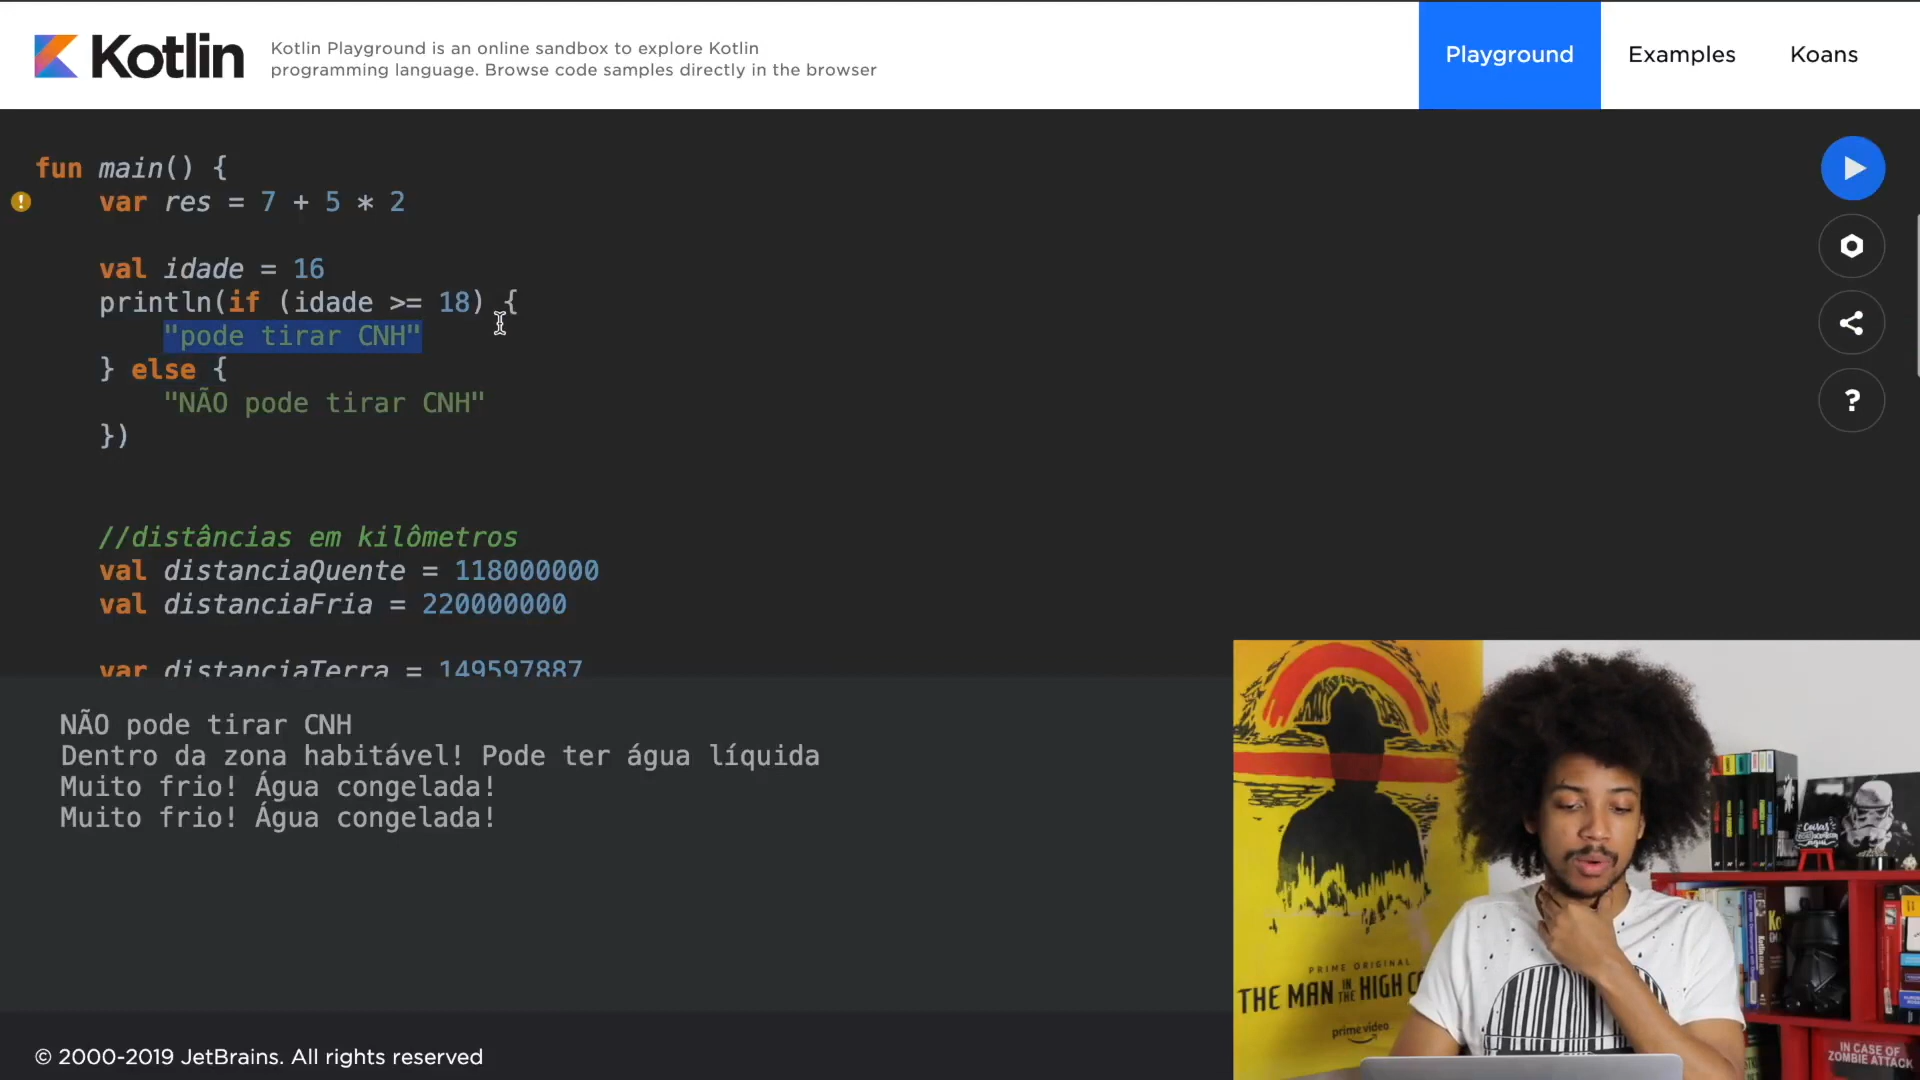 Kotlin
Kotlin Playground is an online sandbox to explore Kotlin
programming language. Browse code samples directly in the browser
Playground
Examples
Koans
fun main() {
var res = 7 + 5 * 2
val idade = 16
println(if (idade >= 18) {
"pode tirar CNH"
} else {
"NÃO pode tirar CNH"
})
//distâncias em kilômetros
val distanciaQuente = 118000000
val distanciaFria = 220000000
var distanciaTerra = 149597887
?
NÃO pode tirar CNH
Dentro da zona habitável! Pode ter água líquida
Muito frio! Água congelada!
Muito frio! Água congelada!
PRIME ORIGINAL
THE MAN IN THE HIGH C
prime video
IN CASE OF
ZOMBIE ATTACK
© 2000-2019 JetBrains. All rights reserved